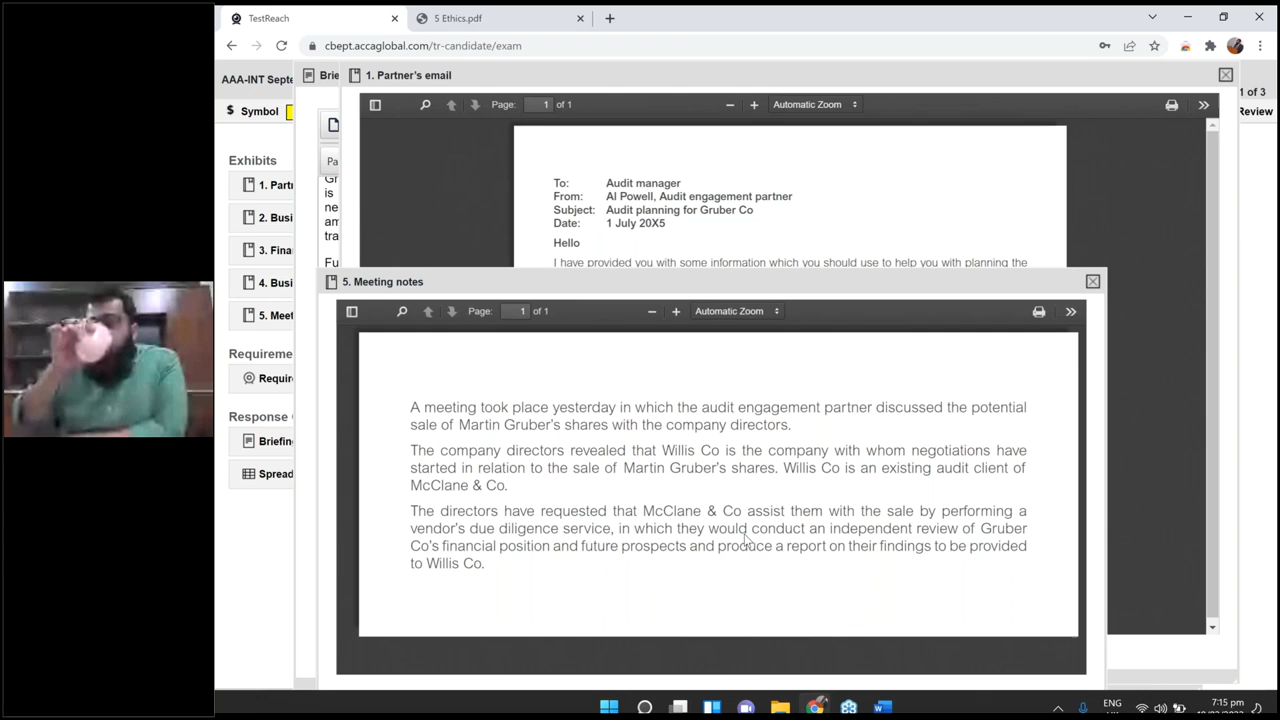 TestReach
5 Ethics.pdf
cbept.accaglobal.com/tr-candidate/exam
AAA-INT Septe
Brie
1. Partner's email
1 of 3
$ Symbol
Page: 1 of 1
Automatic Zoom
Review
Exhibits
Pa
1. Partn
Gr
is
2. Busi
ne
am
tra
3. Fina
Fu
4. Busi
5. Meet
Requireme
Requir
Response
Briefin
Spread
To: Audit manager
From: Al Powell, Audit engagement partner
Subject: Audit planning for Gruber Co
Date: 1 July 20X5
Hello
I have provided you with some information which you should use to help you with planning the
5. Meeting notes
Page: 1 of 1
Automatic Zoom
A meeting took place yesterday in which the audit engagement partner discussed the potential
sale of Martin Gruber's shares with the company directors.
The company directors revealed that Willis Co is the company with whom negotiations have
started in relation to the sale of Martin Gruber's shares. Willis Co is an existing audit client of
McClane & Co.
The directors have requested that McClane & Co assist them with the sale by performing a
vendor's due diligence service, in which they would conduct an independent review of Gruber
Co's financial position and future prospects and produce a report on their findings to be provided
to Willis Co.
ENG
7:15 pm